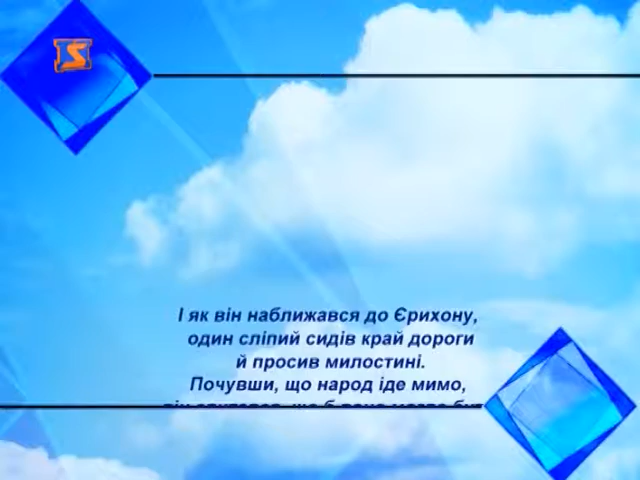 І як він наближався до Єрихону,
один сліпий сидів край дороги
й просив милостині.
Почувши, що народ іде мимо,